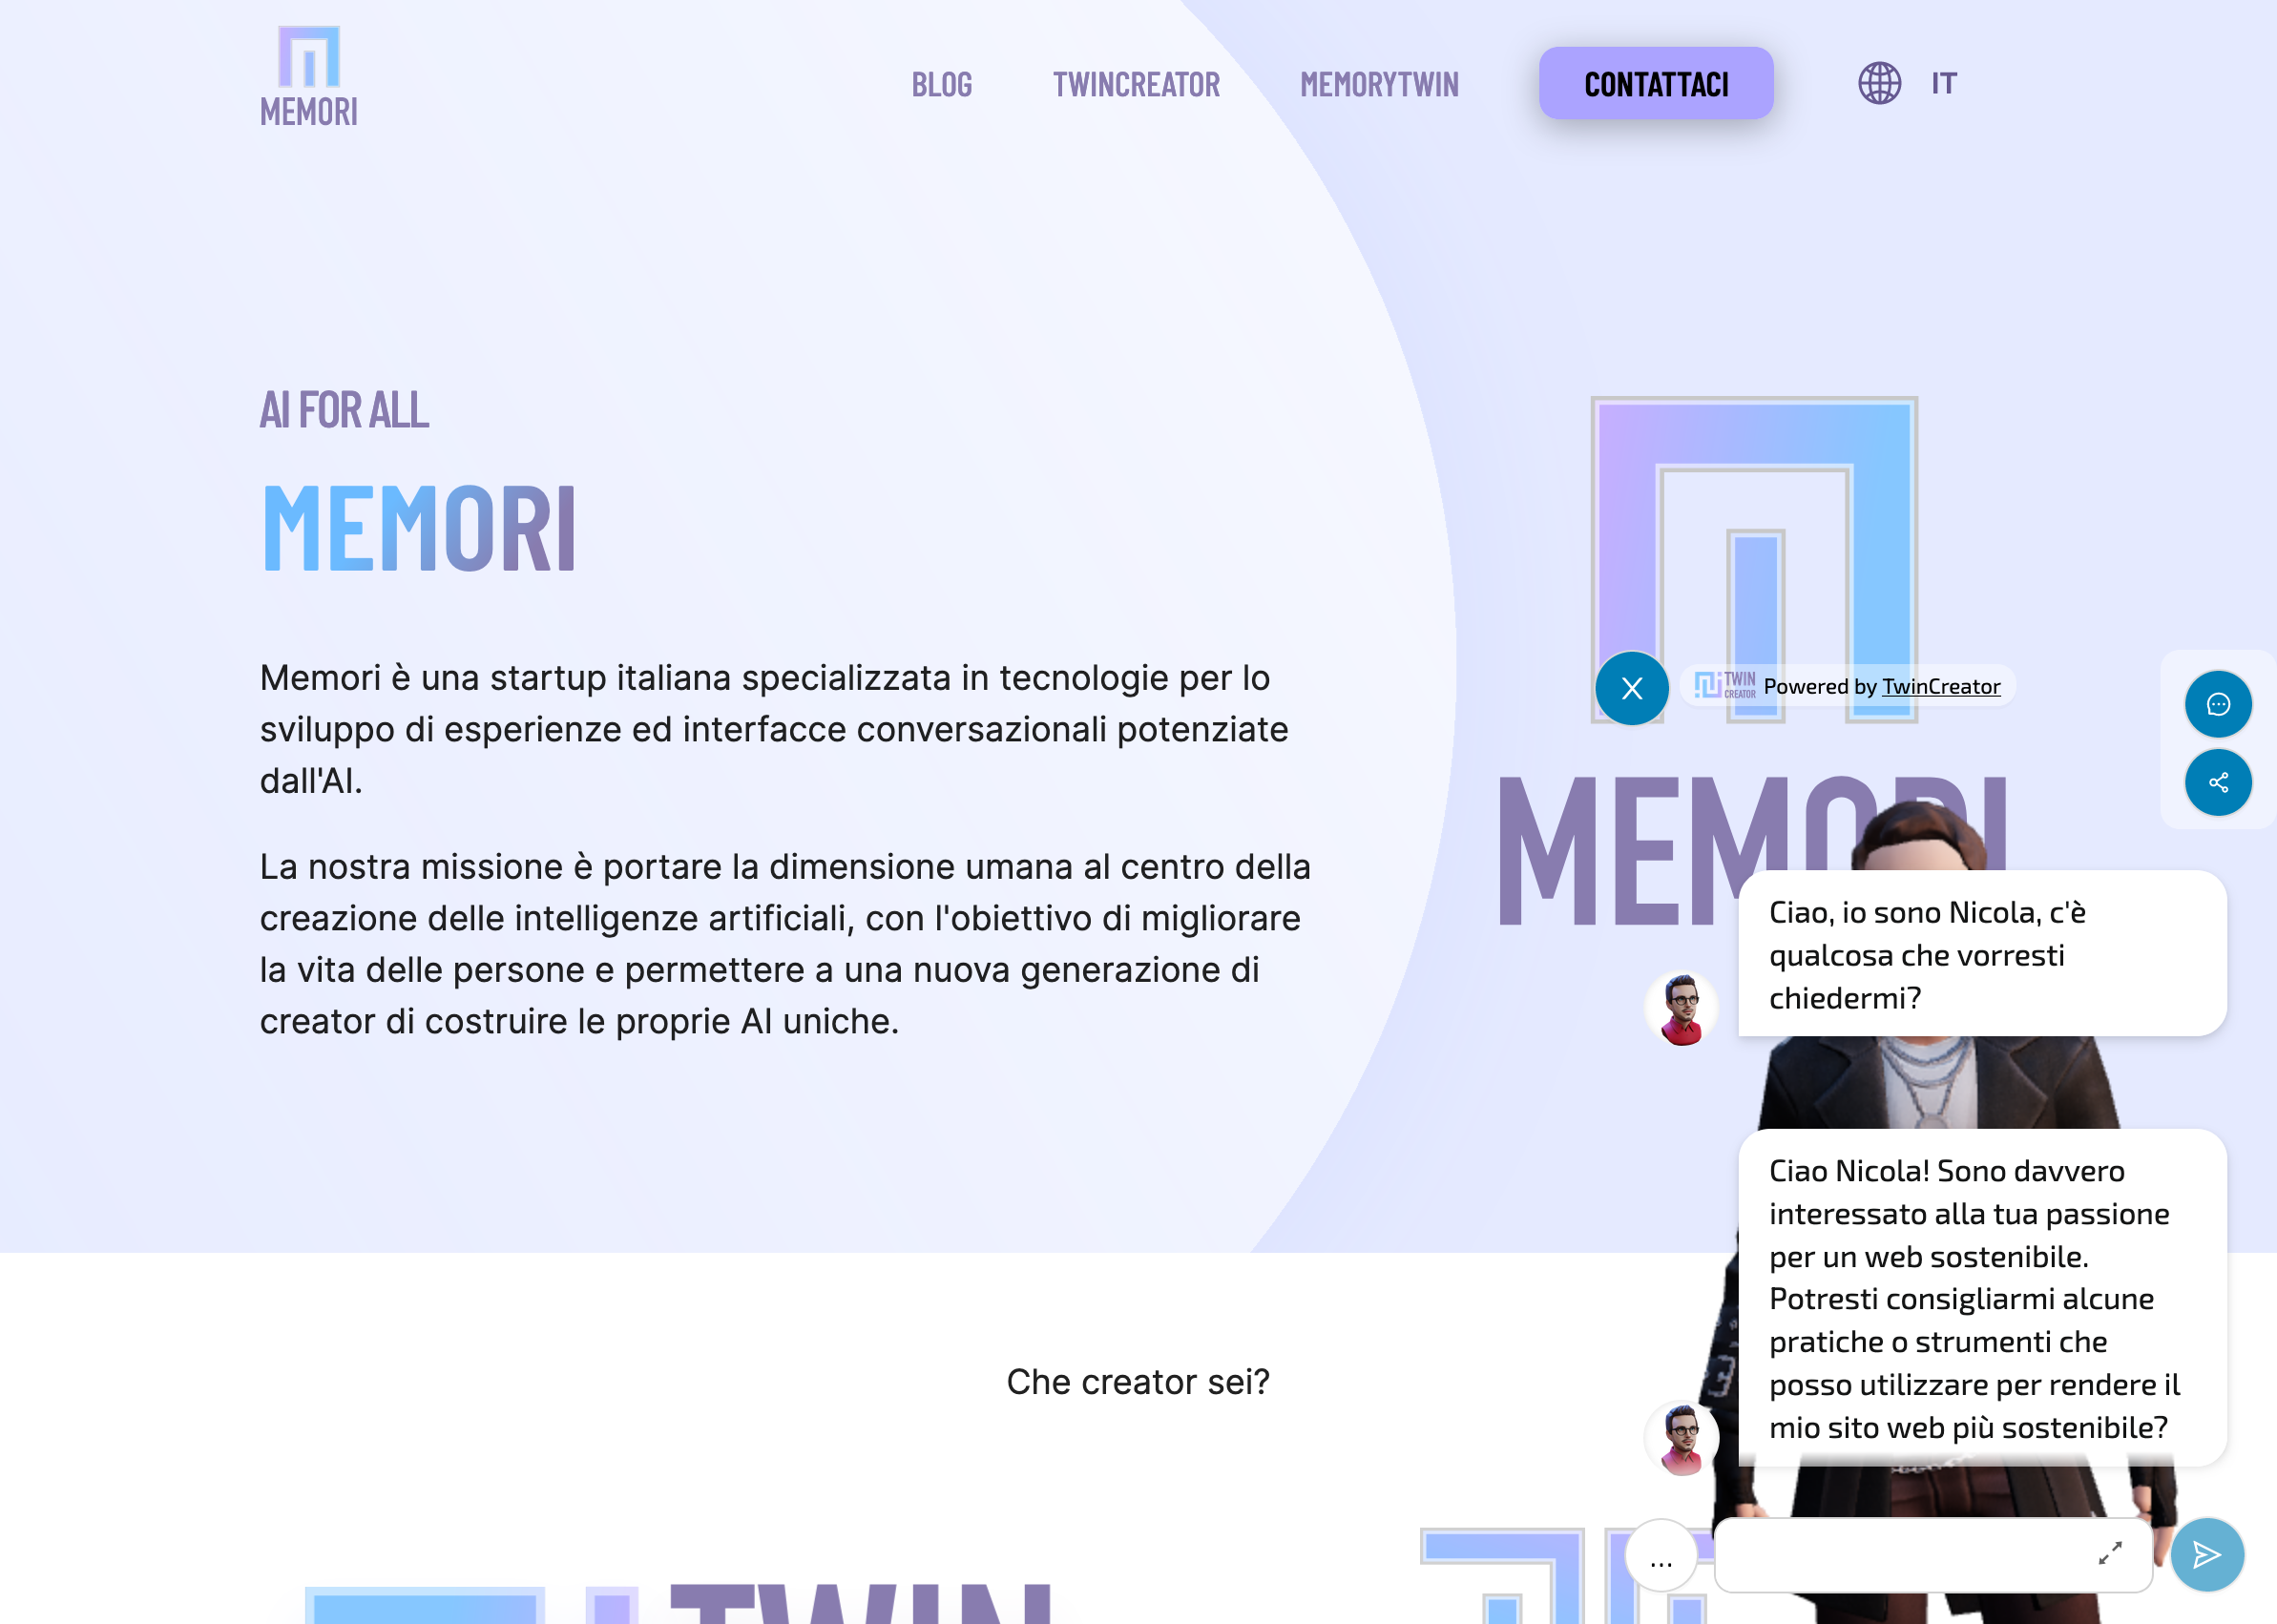 MEMORI
BLOG
TWINCREATOR
MEMORYTWIN
CONTATTACI
IT
AI FOR ALL
MEMORI
Memori è una startup italiana specializzata in tecnologie per lo
sviluppo di esperienze ed interfacce conversazionali potenziate
dall'AI.
La nostra missione è portare la dimensione umana al centro della
creazione delle intelligenze artificiali, con l'obiettivo di migliorare
la vita delle persone e permettere a una nuova generazione di
creator di costruire le proprie AI uniche.
X
TWIN
CREATOR
Powered by TwinCreator
MEMORI
Ciao, io sono Nicola, c'è
qualcosa che vorresti
chiedermi?
Ciao Nicola! Sono davvero
interessato alla tua passione
per un web sostenibile.
Potresti consigliarmi alcune
pratiche o strumenti che
posso utilizzare per rendere il
mio sito web più sostenibile?
Che creator sei?
...
TWIN